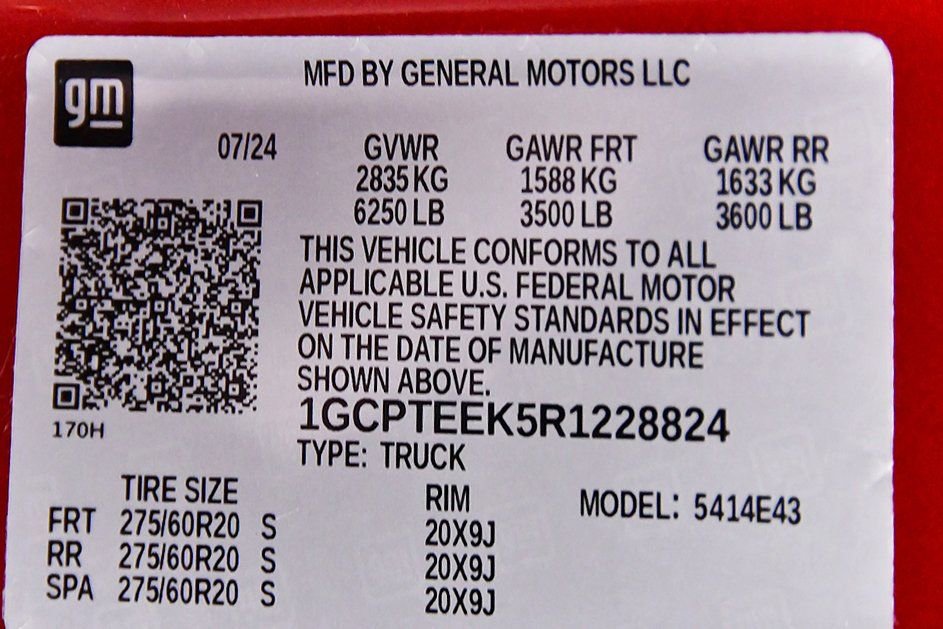 gm
MFD BY GENERAL MOTORS LLC
07/24 GVWR GAWR FRT GAWR RR
2835 KG 1588 KG 1633 KG
6250 LB 3500 LB 3600 LB
THIS VEHICLE CONFORMS TO ALL
APPLICABLE U.S. FEDERAL MOTOR
VEHICLE SAFETY STANDARDS IN EFFECT
ON THE DATE OF MANUFACTURE
SHOWN ABOVE.
1GCPTEEK5R1228824
170H
TYPE: TRUCK
TIRE SIZE RIM MODEL: 5414E43
FRT 275/60R20 S 20X9J
RR 275/60R20 S 20X9J
SPA 275/60R20 S 20X9J